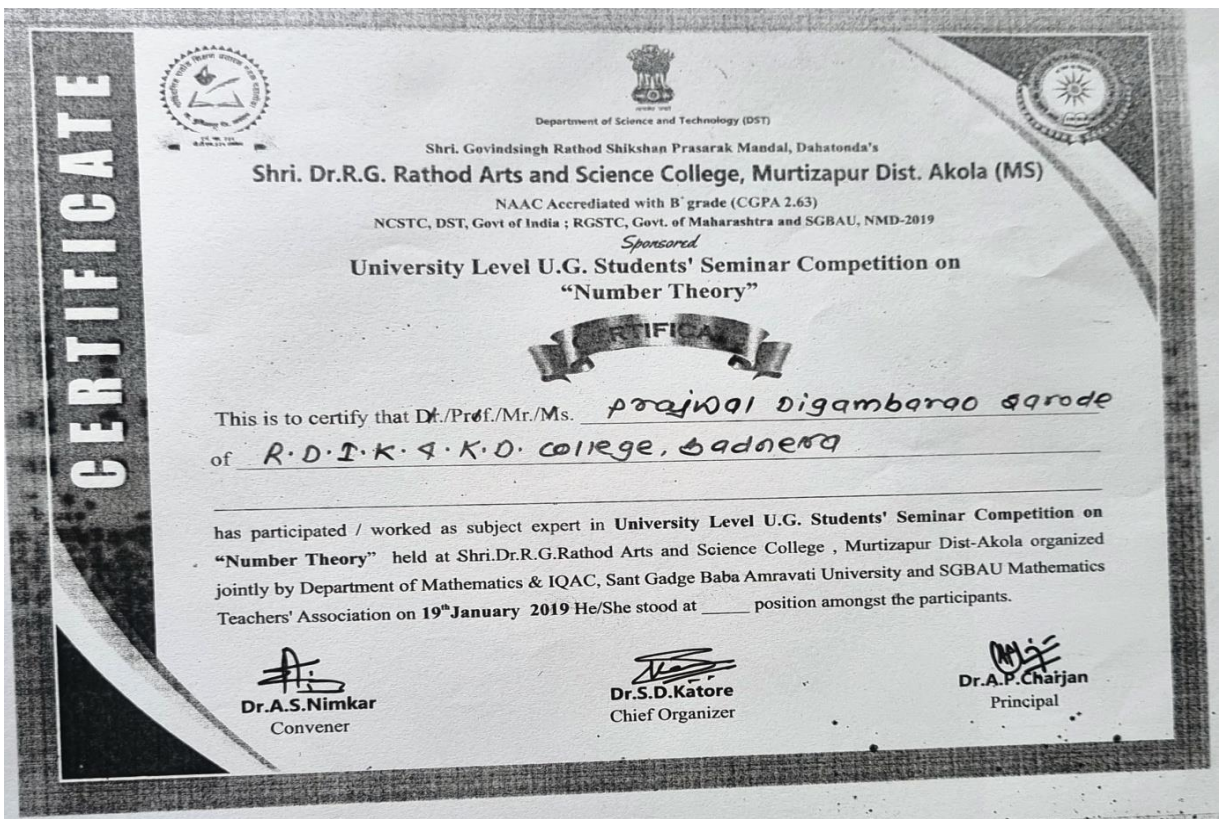 CERTIFICATE
Department of Science and Technology (DST)
Shri. Govindsingh Rathod Shikshan Prasarak Mandal, Dahatonda's
Shri. Dr.R.G. Rathod Arts and Science College, Murtizapur Dist. Akola (MS)
NAAC Accrediated with B+ grade (CGPA 2.63)
NCSTC, DST, Govt of India ; RGSTC, Govt. of Maharashtra and SGBAU, NMD-2019
Sponsored
University Level U.G. Students' Seminar Competition on
“Number Theory”
CERTIFICATE
This is to certify that Dr./Prof./Mr./Ms. Prajwal Digambarao Sarode
of R.D.I.K. & K.D. College, Badnera
has participated / worked as subject expert in University Level U.G. Students' Seminar Competition on
“Number Theory” held at Shri.Dr.R.G.Rathod Arts and Science College , Murtizapur Dist-Akola organized
jointly by Department of Mathematics & IQAC, Sant Gadge Baba Amravati University and SGBAU Mathematics
Teachers' Association on 19th January 2019 He/She stood at _____ position amongst the participants.
Dr.A.S.Nimkar
Convener
Dr.S.D.Katore
Chief Organizer
Dr.A.P.Charjan
Principal